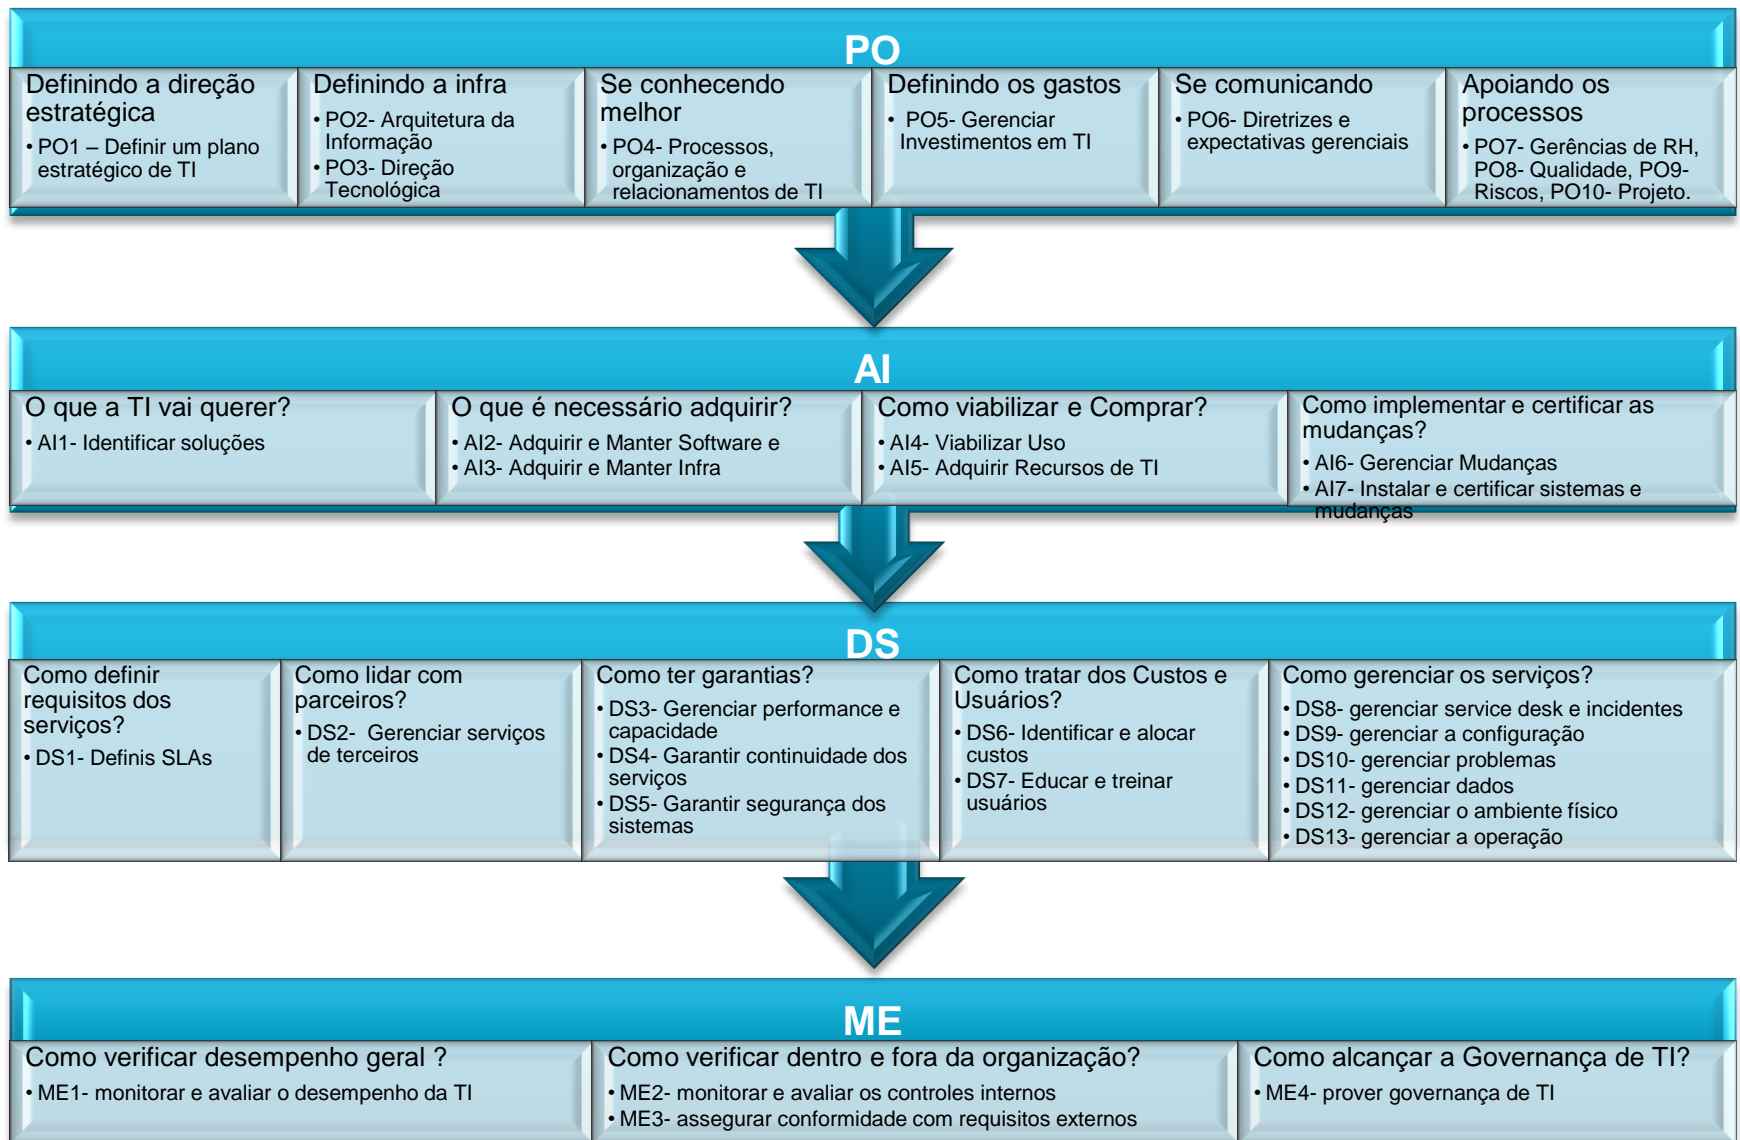 PO
Definindo a direção
estratégica
• PO1 – Definir um plano
estratégico de TI
Definindo a infra
• PO2- Arquitetura da
Informação
• PO3- Direção
Tecnológica
Se conhecendo
melhor
• PO4- Processos,
organização e
relacionamentos de TI
Definindo os gastos
• PO5- Gerenciar
Investimentos em TI
Se comunicando
• PO6- Diretrizes e
expectativas gerenciais
Apoiando os
processos
• PO7- Gerências de RH,
PO8- Qualidade, PO9-
Riscos, PO10- Projeto.
AI
O que a TI vai querer?
• AI1- Identificar soluções
O que é necessário adquirir?
• AI2- Adquirir e Manter Software e
• AI3- Adquirir e Manter Infra
Como viabilizar e Comprar?
• AI4- Viabilizar Uso
• AI5- Adquirir Recursos de TI
Como implementar e certificar as
mudanças?
• AI6- Gerenciar Mudanças
• AI7- Instalar e certificar sistemas e
mudanças
DS
Como definir
requisitos dos
serviços?
• DS1- Definis SLAs
Como lidar com
parceiros?
• DS2- Gerenciar serviços
de terceiros
Como ter garantias?
• DS3- Gerenciar performance e
capacidade
• DS4- Garantir continuidade dos
serviços
• DS5- Garantir segurança dos
sistemas
Como tratar dos Custos e
Usuários?
• DS6- Identificar e alocar
custos
• DS7- Educar e treinar
usuários
Como gerenciar os serviços?
• DS8- gerenciar service desk e incidentes
• DS9- gerenciar a configuração
• DS10- gerenciar problemas
• DS11- gerenciar dados
• DS12- gerenciar o ambiente físico
• DS13- gerenciar a operação
ME
Como verificar desempenho geral ?
• ME1- monitorar e avaliar o desempenho da TI
Como verificar dentro e fora da organização?
• ME2- monitorar e avaliar os controles internos
• ME3- assegurar conformidade com requisitos externos
Como alcançar a Governança de TI?
• ME4- prover governança de TI